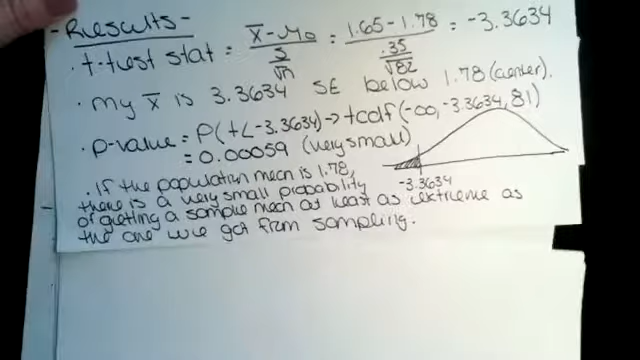 - Results -
· t-test stat = x̄ - μ₀ / s/√n = 1.65 - 1.78 / .35/√82 = -3.3634
· My x̄ is 3.3634 SE below 1.78 (center).
· p-value = P(t < -3.3634) → tcdf(-∞, -3.3634, 81)
= 0.00059 (very small)
-3.3634
· If the population mean is 1.78,
there is a very small probability
of getting a sample mean at least as extreme as
the one we got from sampling.